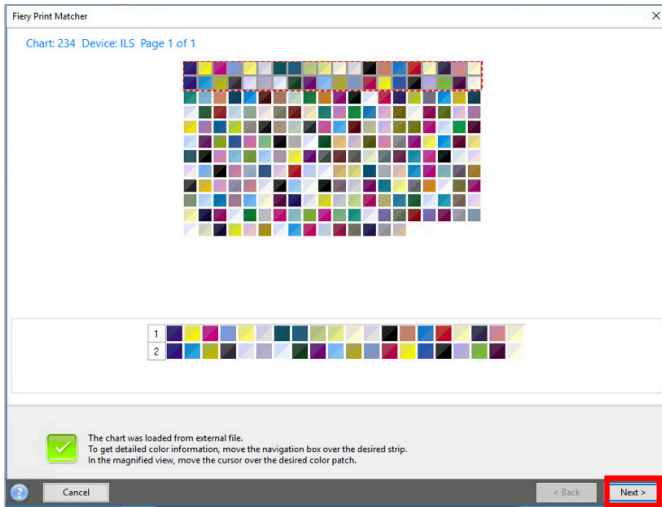 Fiery Print Matcher
Chart: 234 Device: ILS Page 1 of 1
1
2
The chart was loaded from external file.
To get detailed color information, move the navigation box over the desired strip.
In the magnified view, move the cursor over the desired color patch.
? Cancel < Back Next >